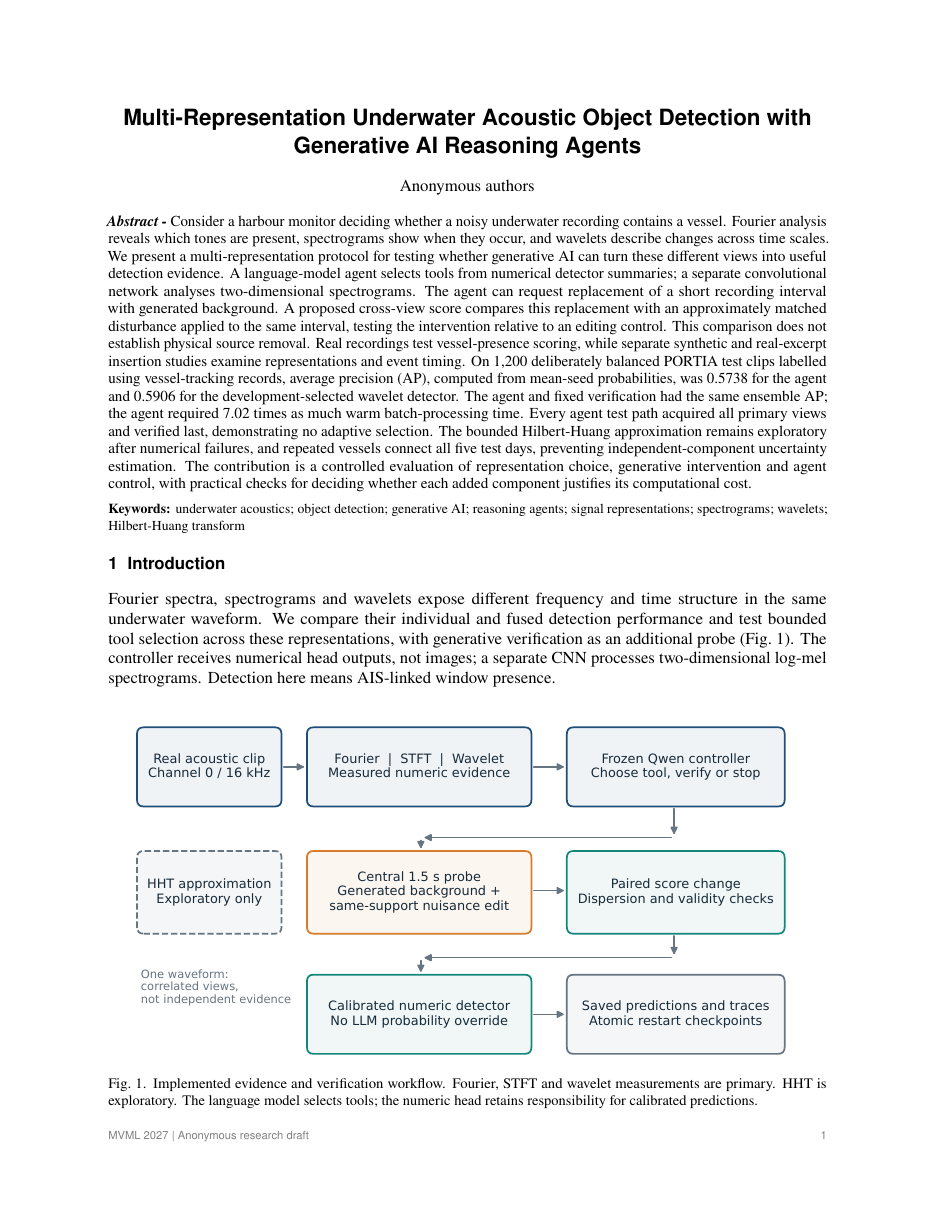 Multi-Representation Underwater Acoustic Object Detection with
Generative AI Reasoning Agents
Anonymous authors
Abstract - Consider a harbour monitor deciding whether a noisy underwater recording contains a vessel. Fourier analysis
reveals which tones are present, spectrograms show when they occur, and wavelets describe changes across time scales.
We present a multi-representation protocol for testing whether generative AI can turn these different views into useful
detection evidence. A language-model agent selects tools from numerical detector summaries; a separate convolutional
network analyses two-dimensional spectrograms. The agent can request replacement of a short recording interval
with generated background. A proposed cross-view score compares this replacement with an approximately matched
disturbance applied to the same interval, testing the intervention relative to an editing control. This comparison does not
establish physical source removal. Real recordings test vessel-presence scoring, while separate synthetic and real-excerpt
insertion studies examine representations and event timing. On 1,200 deliberately balanced PORTIA test clips labelled
using vessel-tracking records, average precision (AP), computed from mean-seed probabilities, was 0.5738 for the agent
and 0.5906 for the development-selected wavelet detector. The agent and fixed verification had the same ensemble AP;
the agent required 7.02 times as much warm batch-processing time. Every agent test path acquired all primary views
and verified last, demonstrating no adaptive selection. The bounded Hilbert-Huang approximation remains exploratory
after numerical failures, and repeated vessels connect all five test days, preventing independent-component uncertainty
estimation. The contribution is a controlled evaluation of representation choice, generative intervention and agent
control, with practical checks for deciding whether each added component justifies its computational cost.
Keywords: underwater acoustics; object detection; generative AI; reasoning agents; signal representations; spectrograms; wavelets;
Hilbert-Huang transform
1 Introduction
Fourier spectra, spectrograms and wavelets expose different frequency and time structure in the same
underwater waveform. We compare their individual and fused detection performance and test bounded
tool selection across these representations, with generative verification as an additional probe (Fig. 1). The
controller receives numerical head outputs, not images; a separate CNN processes two-dimensional log-mel
spectrograms. Detection here means AIS-linked window presence.
Real acoustic clip
Channel 0 / 16 kHz
Fourier | STFT | Wavelet
Measured numeric evidence
Frozen Qwen controller
Choose tool, verify or stop
HHT approximation
Exploratory only
Central 1.5 s probe
Generated background +
same-support nuisance edit
Paired score change
Dispersion and validity checks
One waveform:
correlated views,
not independent evidence
Calibrated numeric detector
No LLM probability override
Saved predictions and traces
Atomic restart checkpoints
Fig. 1. Implemented evidence and verification workflow. Fourier, STFT and wavelet measurements are primary. HHT is
exploratory. The language model selects tools; the numeric head retains responsibility for calibrated predictions.
MVML 2027 | Anonymous research draft
1